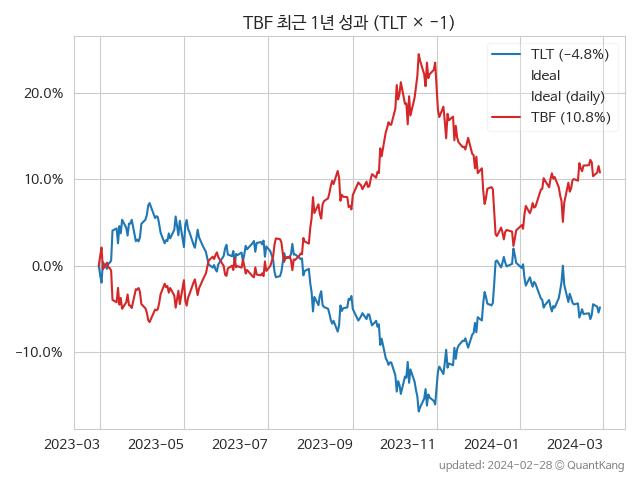 TBF 최근 1년 성과 (TLT × −1)
TLT (−4.8%)
Ideal
Ideal (daily)
TBF (10.8%)
20.0%
10.0%
0.0%
−10.0%
2023-03 2023-05 2023-07 2023-09 2023-11 2024-01 2024-03
updated: 2024-02-28 © QuantKang